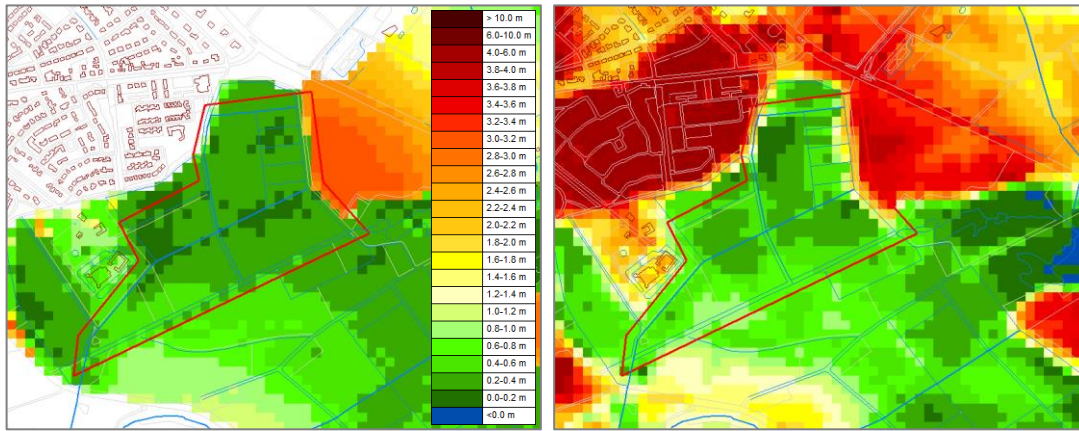 > 10.0 m
6.0-10.0 m
4.0-6.0 m
3.8-4.0 m
3.6-3.8 m
3.4-3.6 m
3.2-3.4 m
3.0-3.2 m
2.8-3.0 m
2.6-2.8 m
2.4-2.6 m
2.2-2.4 m
2.0-2.2 m
1.8-2.0 m
1.6-1.8 m
1.4-1.6 m
1.2-1.4 m
1.0-1.2 m
0.8-1.0 m
0.6-0.8 m
0.4-0.6 m
0.2-0.4 m
0.0-0.2 m
<0.0 m